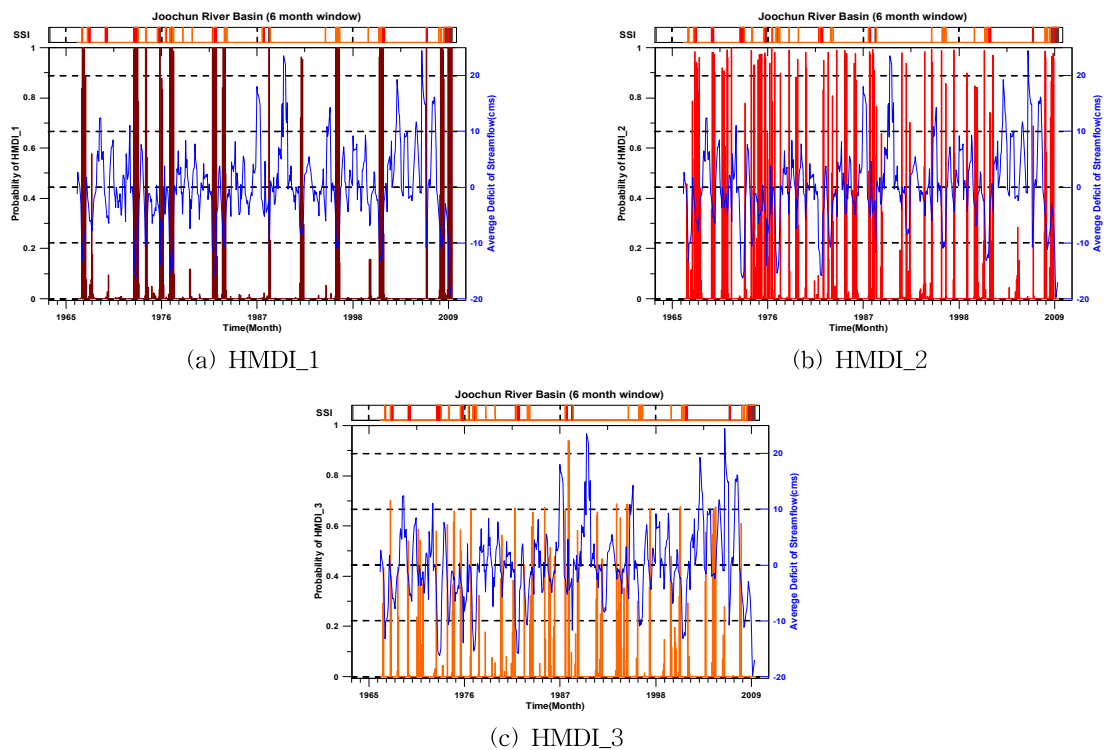 Joochun River Basin (6 month window)
SSI
1
0.8
0.6
0.4
0.2
0
Probability of HMDI_1
20
10
0
-10
-20
Averege Deficit of Streamflow(cms)
1965 1976 1987 1998 2009
Time(Month)
(a) HMDI_1
Joochun River Basin (6 month window)
SSI
1
0.8
0.6
0.4
0.2
0
Probability of HMDI_2
20
10
0
-10
-20
Averege Deficit of Streamflow(cms)
1965 1976 1987 1998 2009
Time(Month)
(b) HMDI_2
Joochun River Basin (6 month window)
SSI
1
0.8
0.6
0.4
0.2
0
Probability of HMDI_3
20
10
0
-10
-20
Averege Deficit of Streamflow(cms)
1965 1976 1987 1998 2009
Time(Month)
(c) HMDI_3